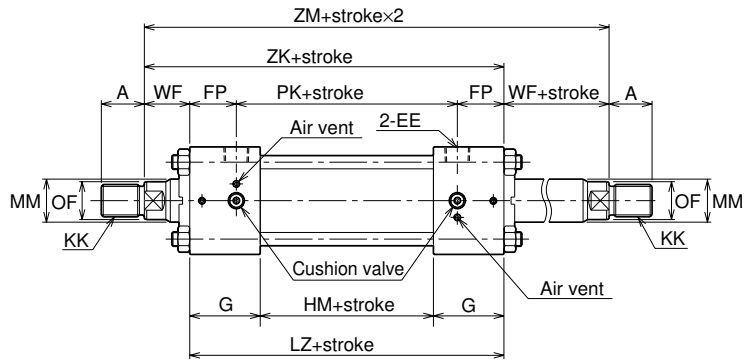 ZM+stroke×2
ZK+stroke
A WF FP PK+stroke FP WF+stroke A
Air vent 2-EE
MM OF OF MM
KK KK
Cushion valve
Air vent
G HM+stroke G
LZ+stroke